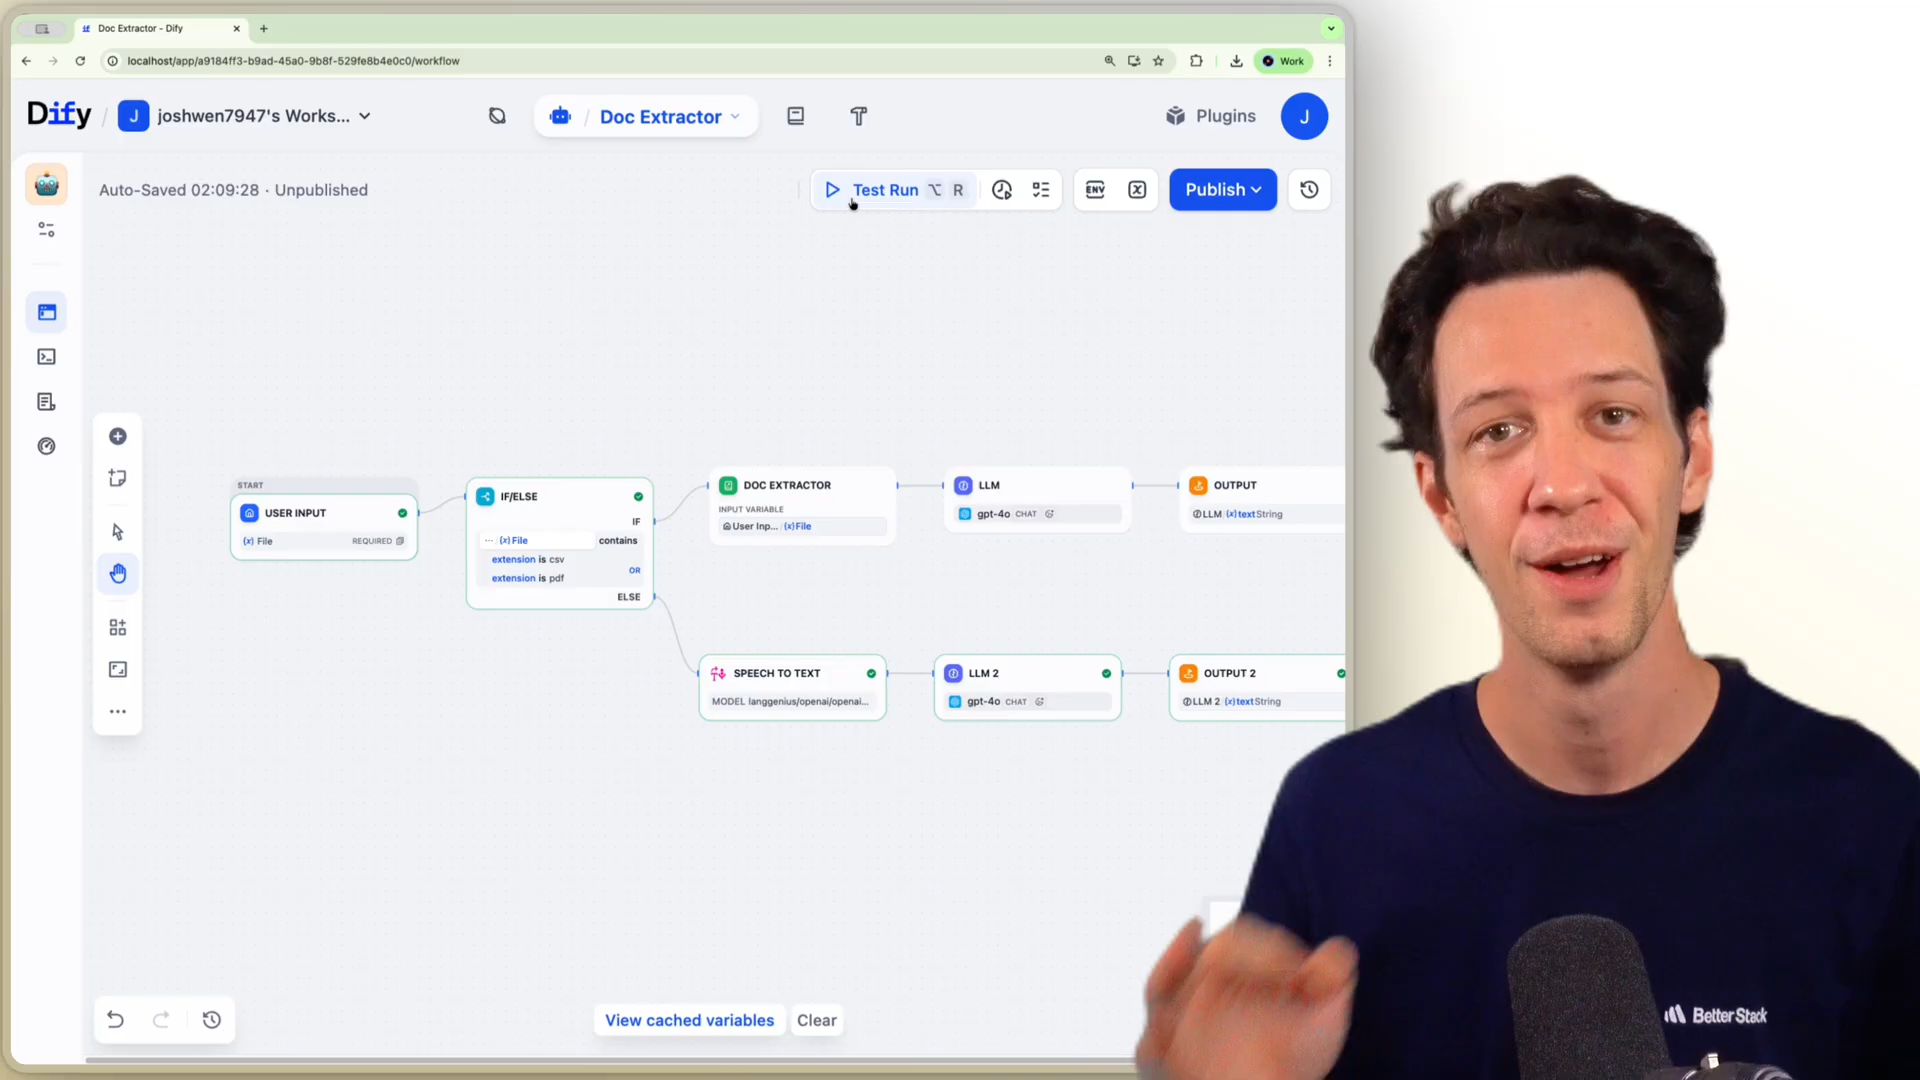 Doc Extractor - Dify
localhost/app/a9184ff3-b9ad-45a0-9b8f-529fe8b4e0c0/workflow
Work
Dify / J joshwen7947's Works...
/ Doc Extractor
Plugins
J
Auto-Saved 02:09:28 · Unpublished
Test Run ⌥ R
ENV
Publish
START
USER INPUT
(x) File REQUIRED
IF/ELSE
IF
··· (x) File contains
extension is csv
OR
extension is pdf
ELSE
DOC EXTRACTOR
INPUT VARIABLE
User Inp... (x) File
LLM
gpt-4o CHAT
OUTPUT
LLM (x) text String
SPEECH TO TEXT
MODEL langgenius/openai/openai...
LLM 2
gpt-4o CHAT
OUTPUT 2
LLM 2 (x) text String
View cached variables
Clear
Better Stack